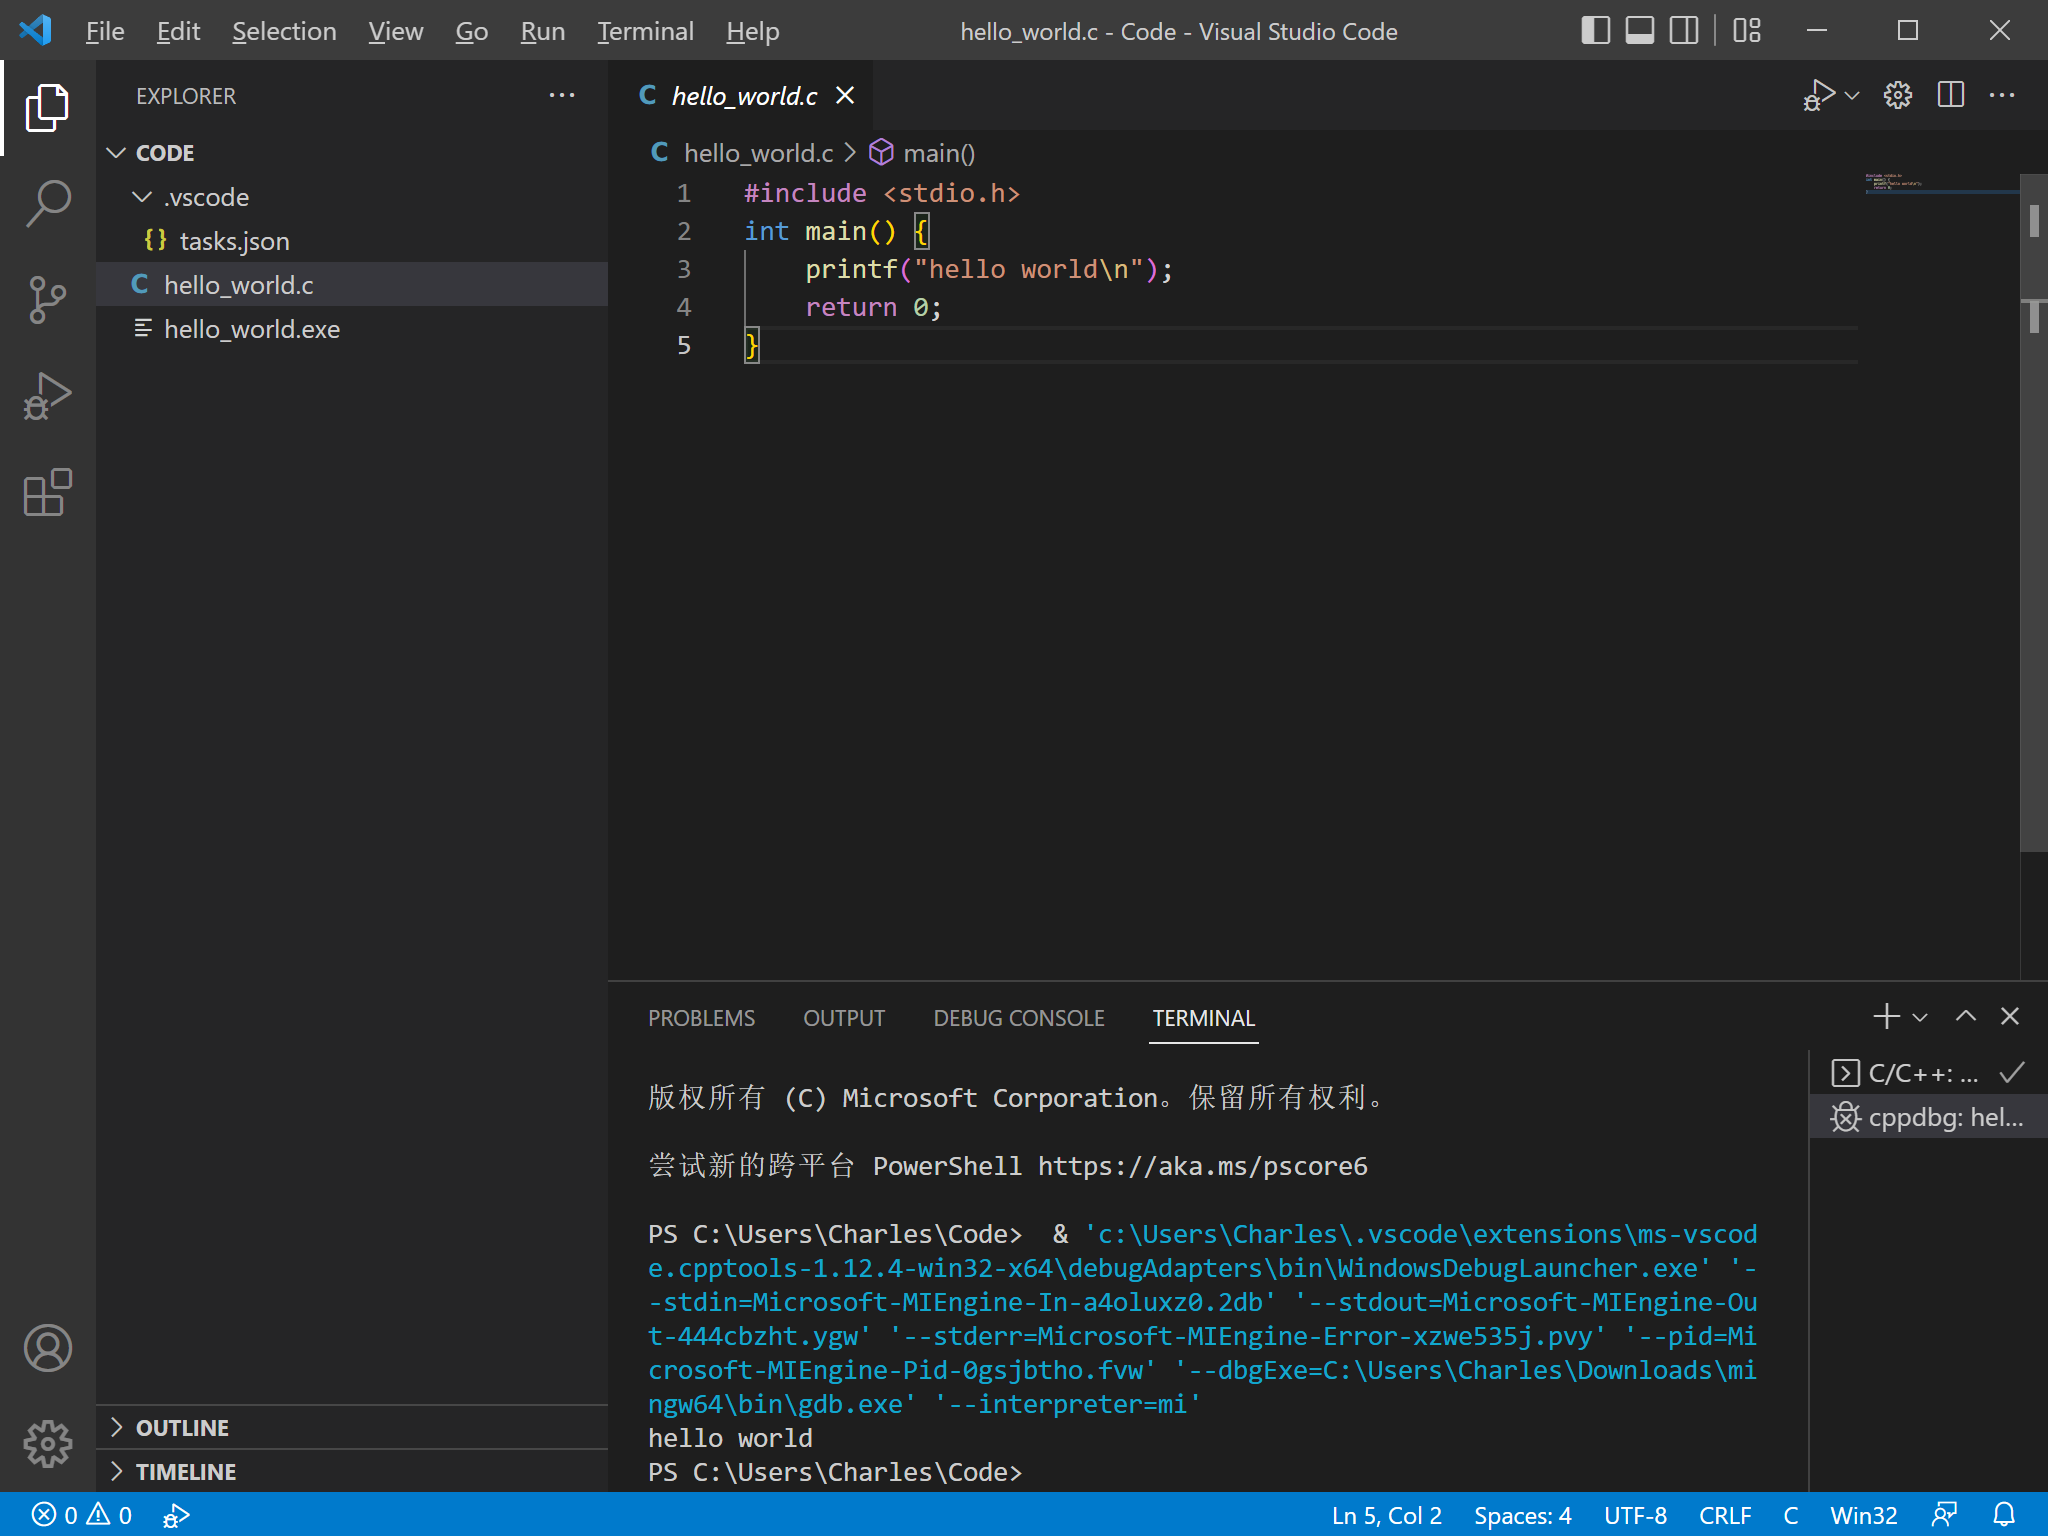 File Edit Selection View Go Run Terminal Help
hello_world.c - Code - Visual Studio Code
EXPLORER
CODE
.vscode
{} tasks.json
C hello_world.c
hello_world.exe
OUTLINE
TIMELINE
C hello_world.c
C hello_world.c > main()
1 #include <stdio.h>
2 int main() {
3 printf("hello world\n");
4 return 0;
5 }
PROBLEMS OUTPUT DEBUG CONSOLE TERMINAL
版权所有 (C) Microsoft Corporation。保留所有权利。
尝试新的跨平台 PowerShell https://aka.ms/pscore6
PS C:\Users\Charles\Code>  & 'c:\Users\Charles\.vscode\extensions\ms-vscod
e.cpptools-1.12.4-win32-x64\debugAdapters\bin\WindowsDebugLauncher.exe' '-
-stdin=Microsoft-MIEngine-In-a4oluxz0.2db' '--stdout=Microsoft-MIEngine-Ou
t-444cbzht.ygw' '--stderr=Microsoft-MIEngine-Error-xzwe535j.pvy' '--pid=Mi
crosoft-MIEngine-Pid-0gsjbtho.fvw' '--dbgExe=C:\Users\Charles\Downloads\mi
ngw64\bin\gdb.exe' '--interpreter=mi'
hello world
PS C:\Users\Charles\Code>
C/C++: ...
cppdbg: hel...
0 0
Ln 5, Col 2 Spaces: 4 UTF-8 CRLF C Win32